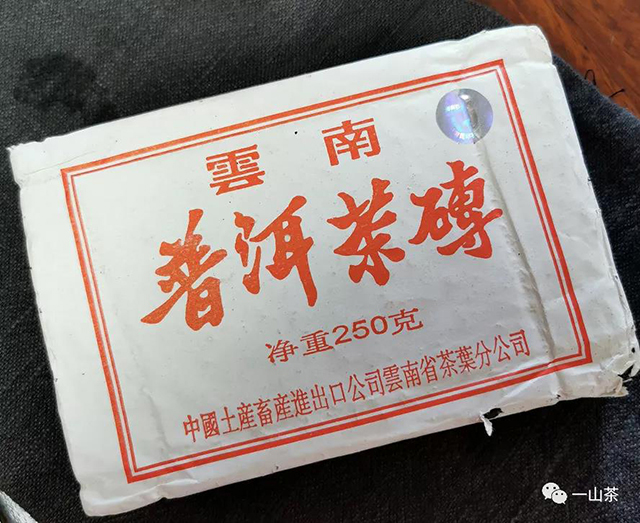 雲南
普洱茶磚
净重250克
中國土産畜産進出口公司雲南省茶葉分公司
一山茶